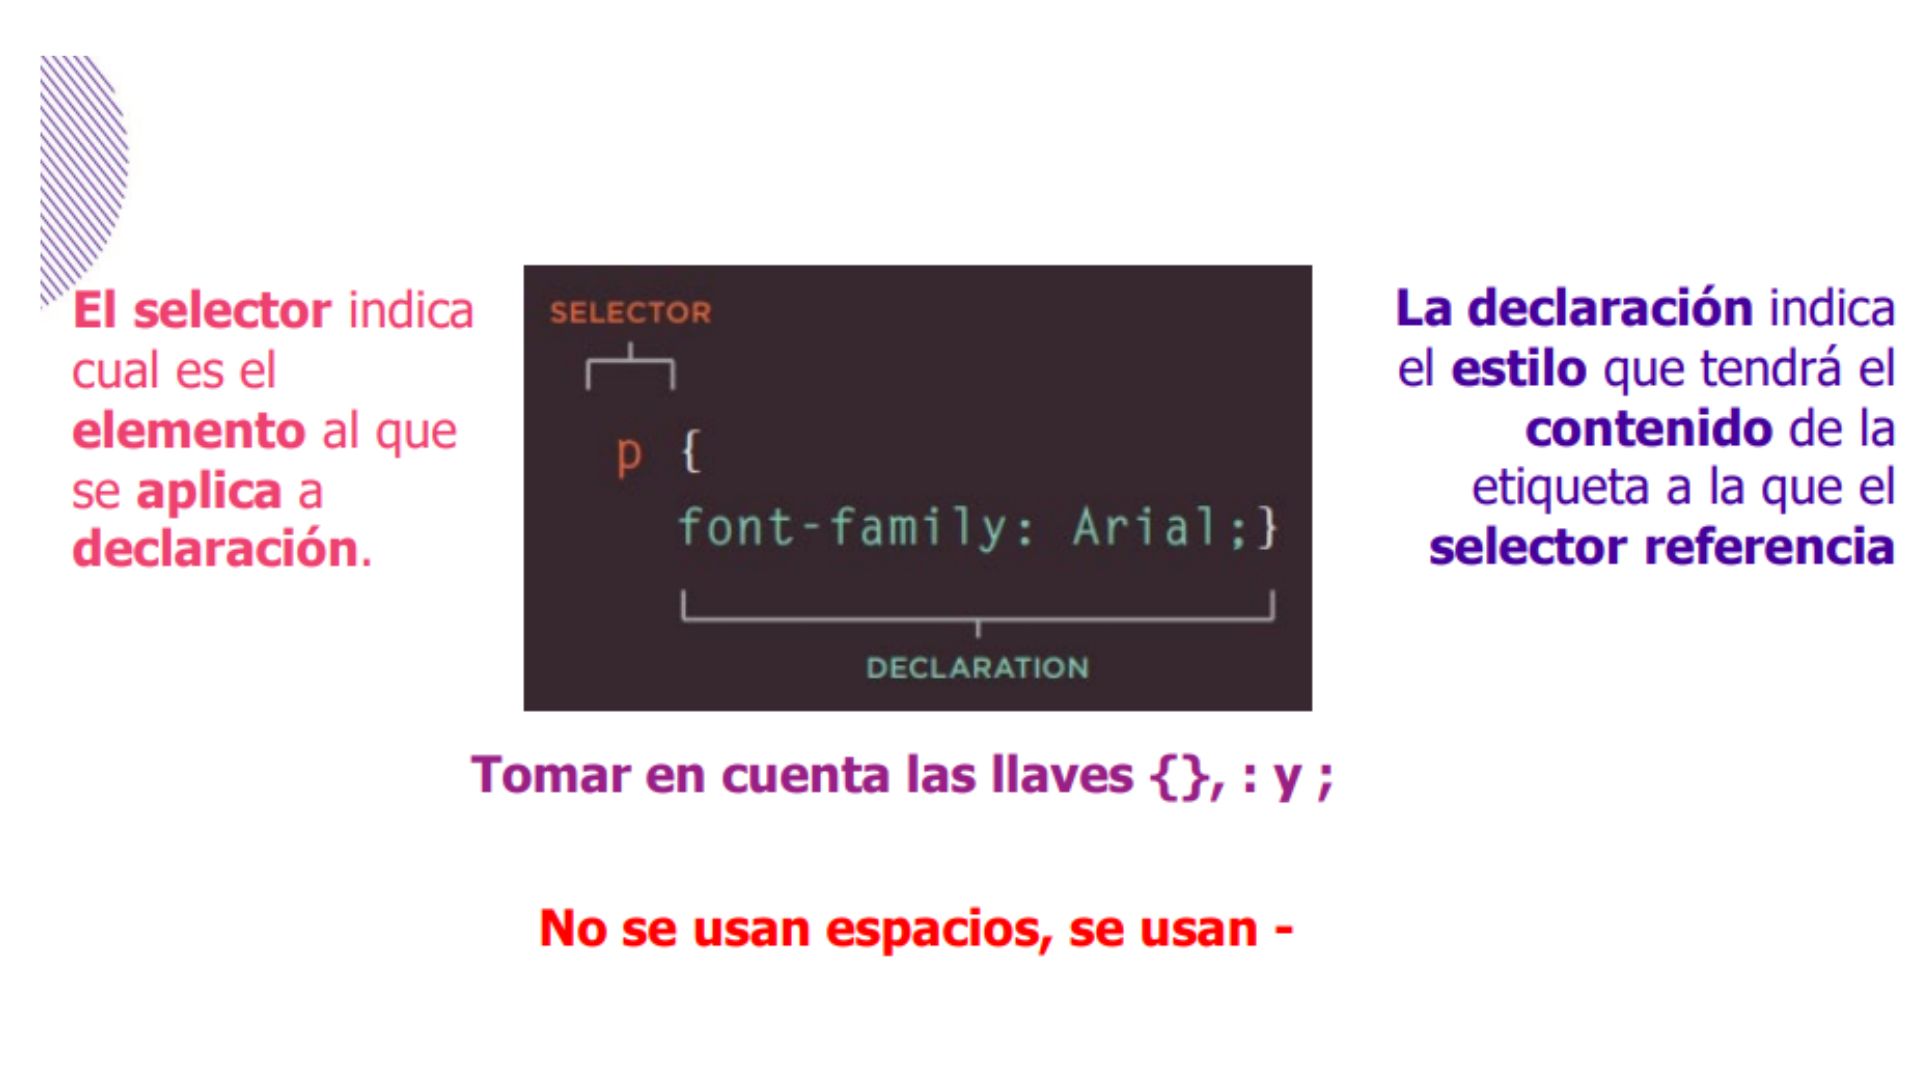 El selector indica
cual es el
elemento al que
se aplica a
declaración.
SELECTOR
p {
font-family: Arial;}
DECLARATION
La declaración indica
el estilo que tendrá el
contenido de la
etiqueta a la que el
selector referencia
Tomar en cuenta las llaves {}, : y ;
No se usan espacios, se usan -